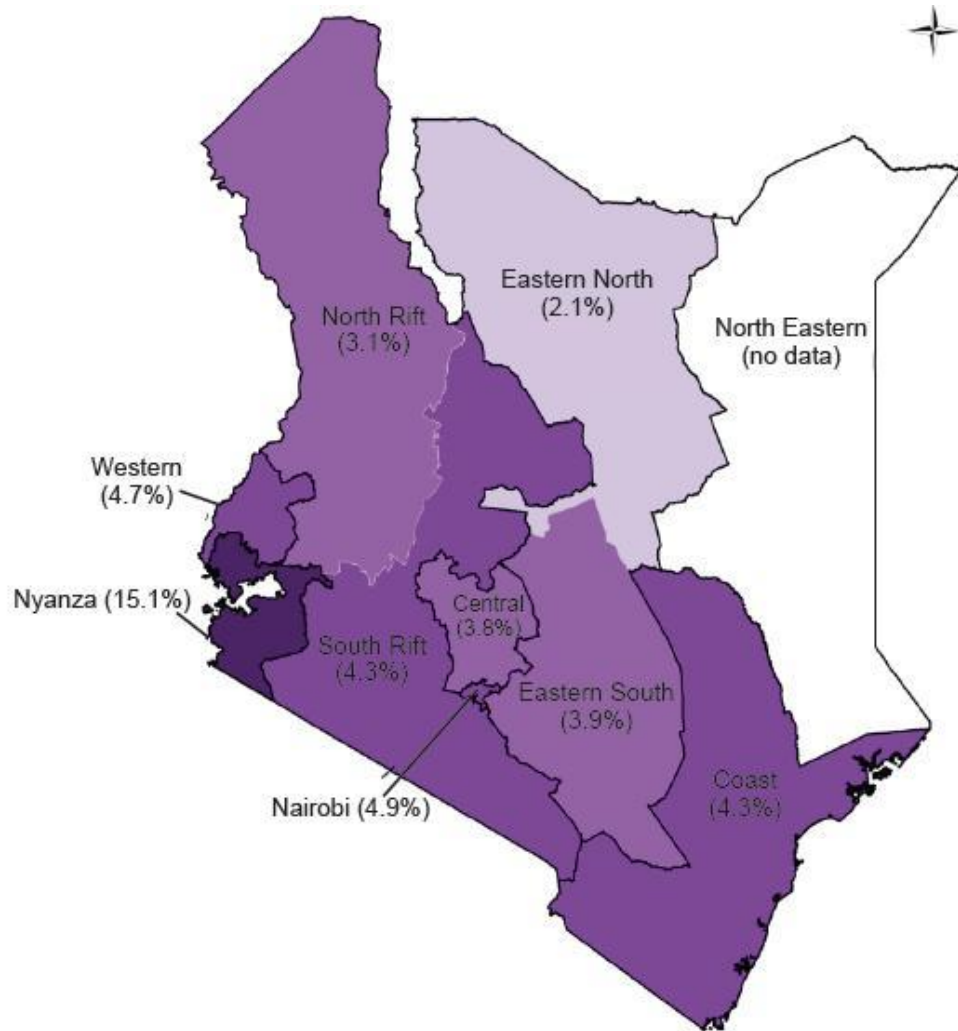 Eastern North
(2.1%)
North Rift
(3.1%)
North Eastern
(no data)
Western
(4.7%)
Nyanza (15.1%)
Central
(3.8%)
South Rift
(4.3%)
Eastern South
(3.9%)
Nairobi (4.9%)
Coast
(4.3%)